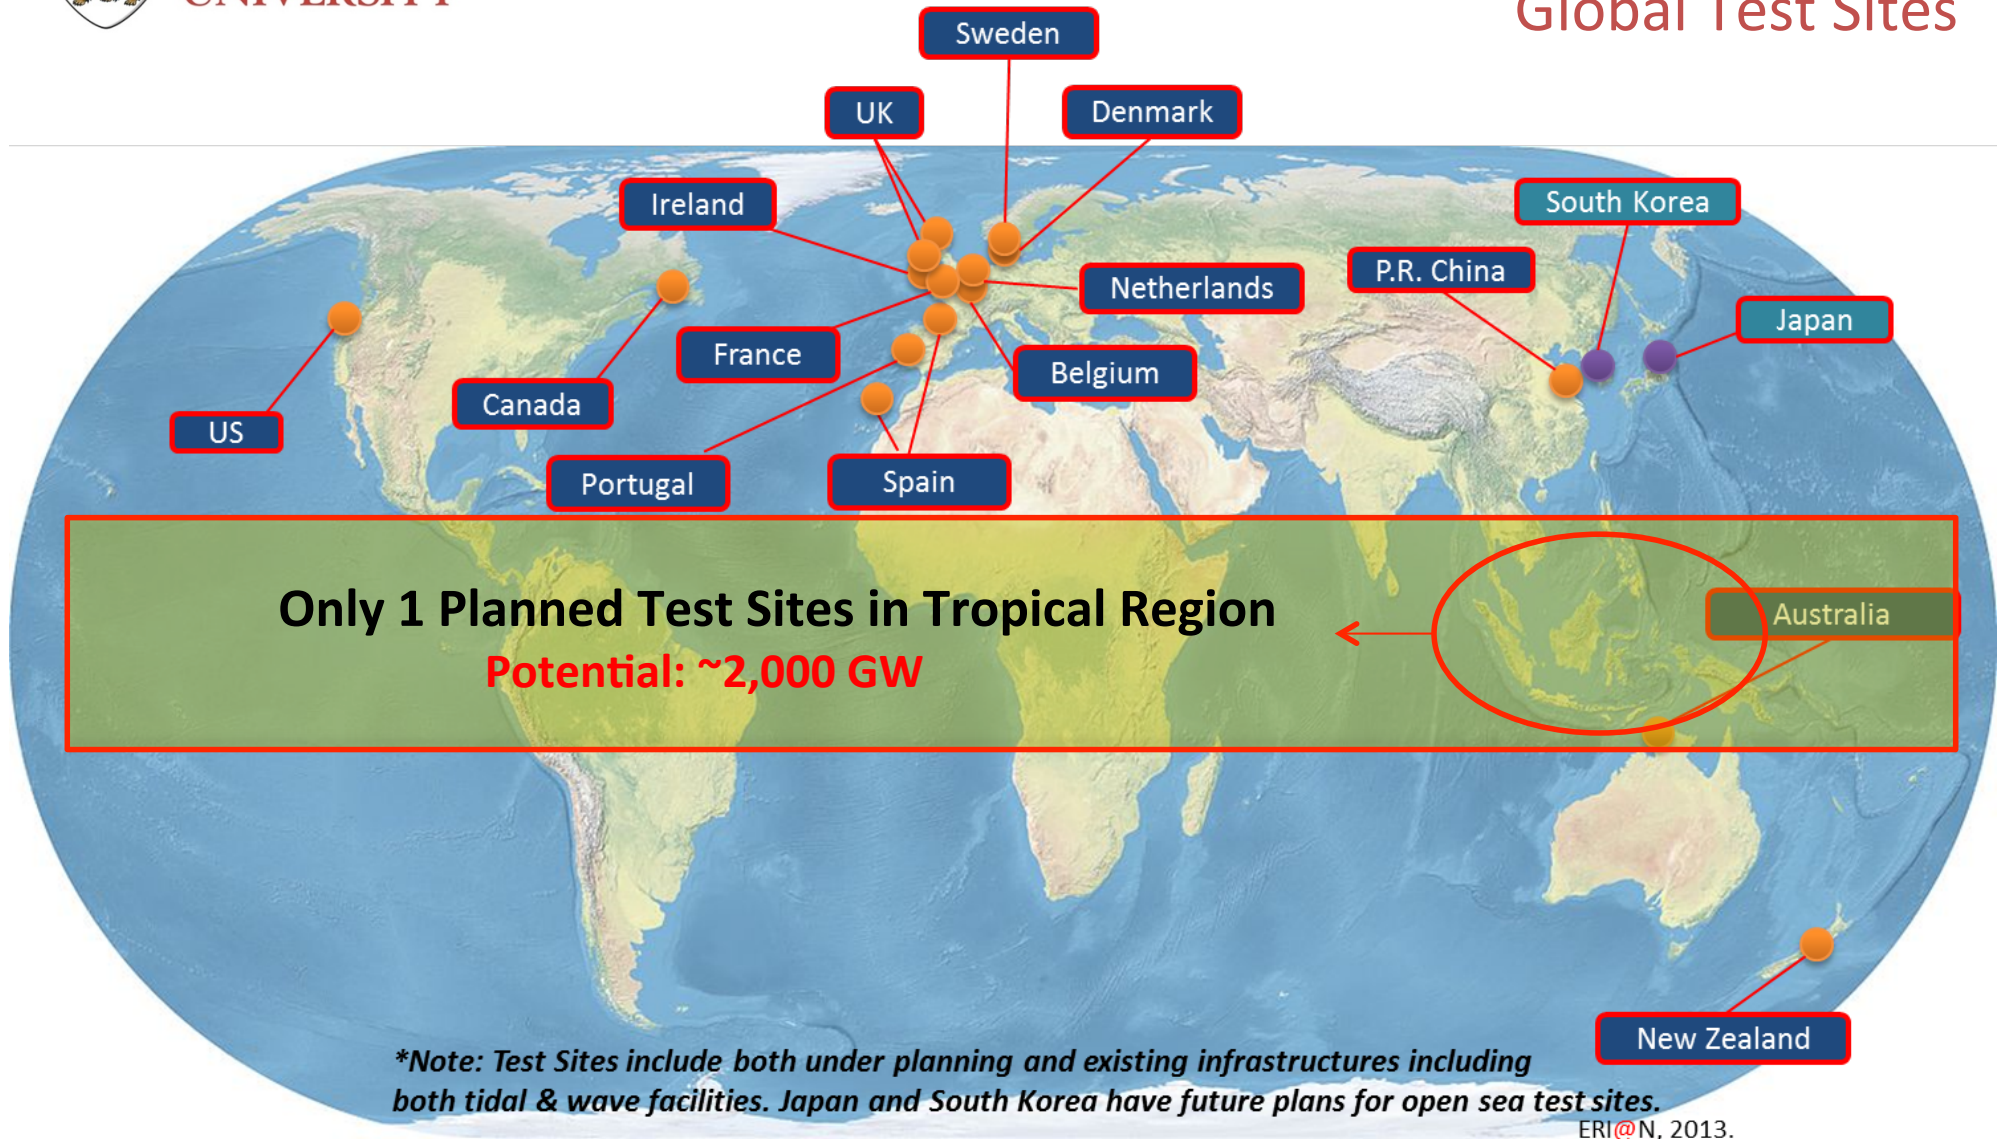 UNIVERSITY
Global Test Sites
Sweden
UK
Denmark
Ireland
South Korea
P.R. China
Netherlands
Japan
France
Belgium
Canada
US
Portugal
Spain
Only 1 Planned Test Sites in Tropical Region
Potential: ~2,000 GW
Australia
New Zealand
*Note: Test Sites include both under planning and existing infrastructures including
both tidal & wave facilities. Japan and South Korea have future plans for open sea test sites.
ERI@N, 2013.